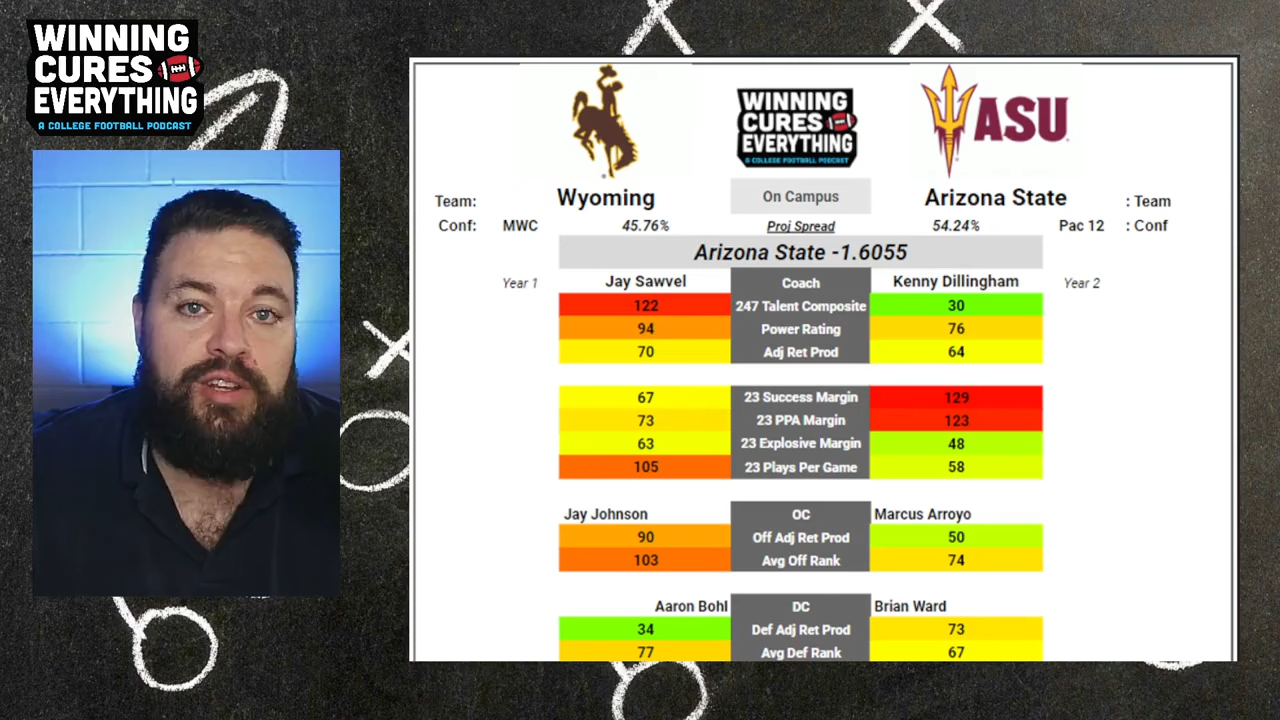 WINNING
CURES
EVERYTHING
A COLLEGE FOOTBALL PODCAST
WINNING
CURES
EVERYTHING
A COLLEGE FOOTBALL PODCAST
ASU
Team: Wyoming On Campus Arizona State : Team
Conf: MWC 45.76% Proj Spread 54.24% Pac 12 : Conf
Arizona State -1.6055
Year 1 Jay Sawvel Coach Kenny Dillingham Year 2
122 247 Talent Composite 30
94 Power Rating 76
70 Adj Ret Prod 64
67 23 Success Margin 129
73 23 PPA Margin 123
63 23 Explosive Margin 48
105 23 Plays Per Game 58
Jay Johnson OC Marcus Arroyo
90 Off Adj Ret Prod 50
103 Avg Off Rank 74
Aaron Bohl DC Brian Ward
34 Def Adj Ret Prod 73
77 Avg Def Rank 67